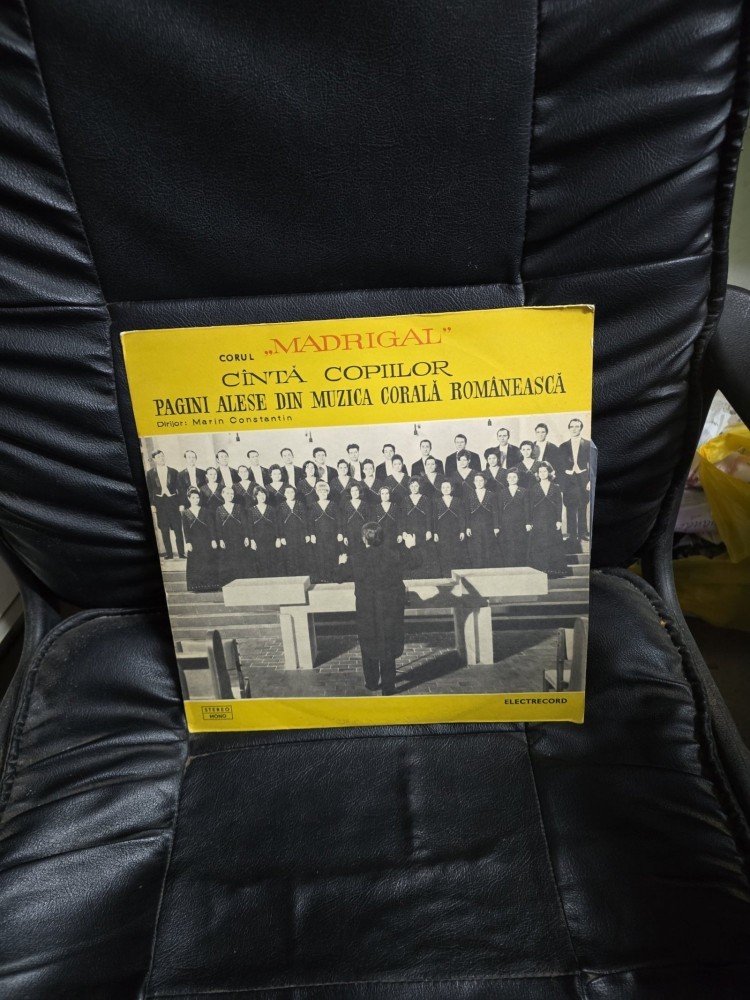 CORUL „MADRIGAL”
CÎNTĂ COPIILOR
PAGINI ALESE DIN MUZICA CORALĂ ROMÂNEASCĂ
Dirijor: Marin Constantin
STEREO
MONO
ELECTRECORD